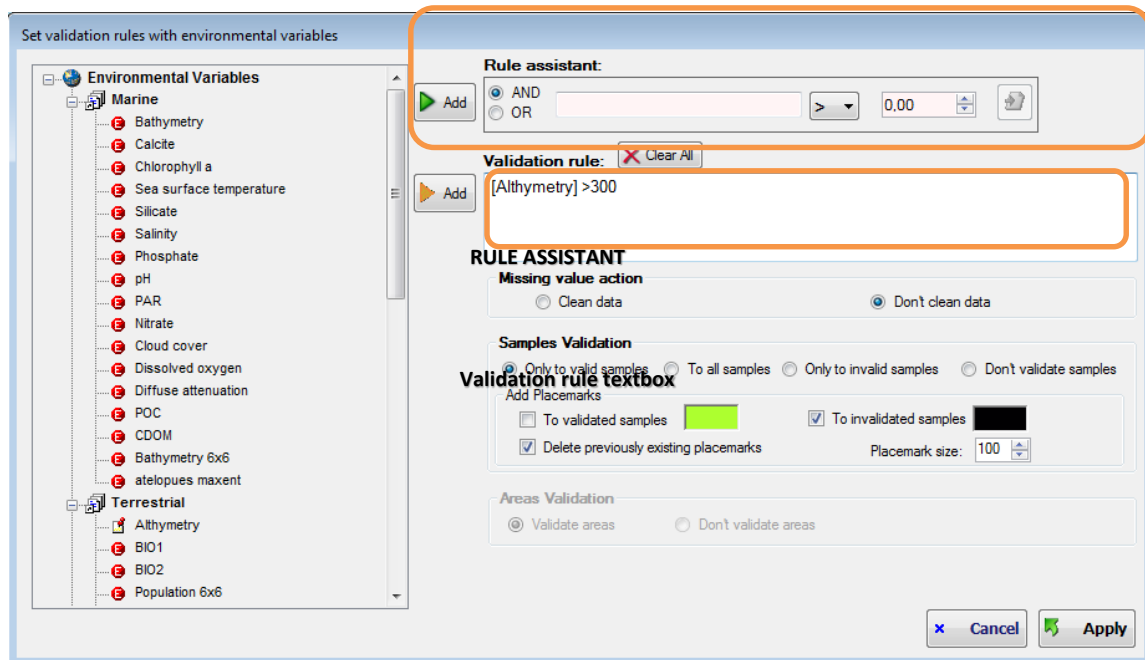 Set validation rules with environmental variables
Environmental Variables
Marine
Bathymetry
Calcite
Chlorophyll a
Sea surface temperature
Silicate
Salinity
Phosphate
pH
PAR
Nitrate
Cloud cover
Dissolved oxygen
Diffuse attenuation
POC
CDOM
Bathymetry 6x6
atelopues maxent
Terrestrial
Althymetry
BIO1
BIO2
Population 6x6
Rule assistant:
Add
AND
OR
>
0,00
Validation rule:
Clear All
Add
[Althymetry] >300
RULE ASSISTANT
Missing value action
Clean data Don't clean data
Samples Validation
Only to valid samples To all samples Only to invalid samples Don't validate samples
Validation rule textbox
Add Placemarks
To validated samples To invalidated samples
Delete previously existing placemarks Placemark size: 100
Areas Validation
Validate areas Don't validate areas
Cancel Apply